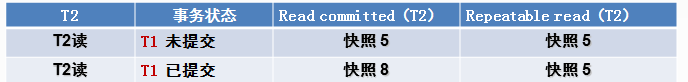 T2 事务状态 Read committed（T2） Repeatable read（T2）
T2读 T1 未提交 快照 5 快照 5
T2读 T1 已提交 快照 8 快照 5